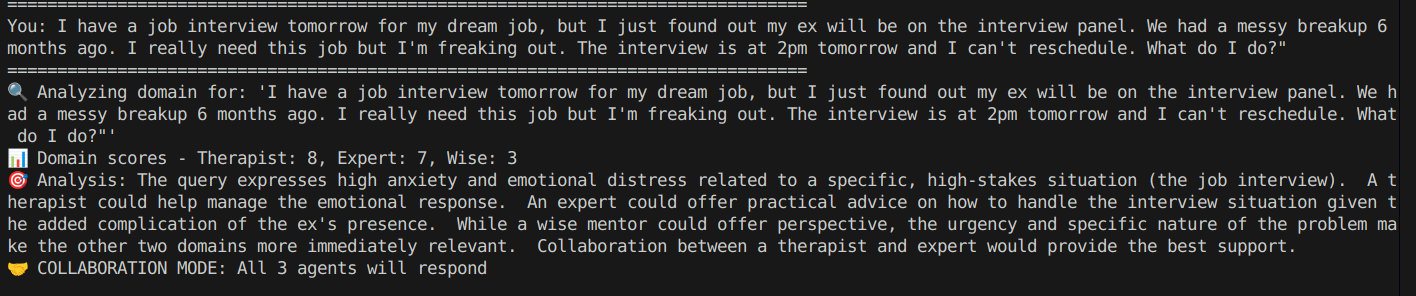 ================================================================================
You: I have a job interview tomorrow for my dream job, but I just found out my ex will be on the interview panel. We had a messy breakup 6
months ago. I really need this job but I'm freaking out. The interview is at 2pm tomorrow and I can't reschedule. What do I do?"
================================================================================
🔍 Analyzing domain for: 'I have a job interview tomorrow for my dream job, but I just found out my ex will be on the interview panel. We h
ad a messy breakup 6 months ago. I really need this job but I'm freaking out. The interview is at 2pm tomorrow and I can't reschedule. What
 do I do?"'
📊 Domain scores - Therapist: 8, Expert: 7, Wise: 3
🎯 Analysis: The query expresses high anxiety and emotional distress related to a specific, high-stakes situation (the job interview).  A t
herapist could help manage the emotional response.  An expert could offer practical advice on how to handle the interview situation given t
he added complication of the ex's presence.  While a wise mentor could offer perspective, the urgency and specific nature of the problem ma
ke the other two domains more immediately relevant.  Collaboration between a therapist and expert would provide the best support.
🤝 COLLABORATION MODE: All 3 agents will respond